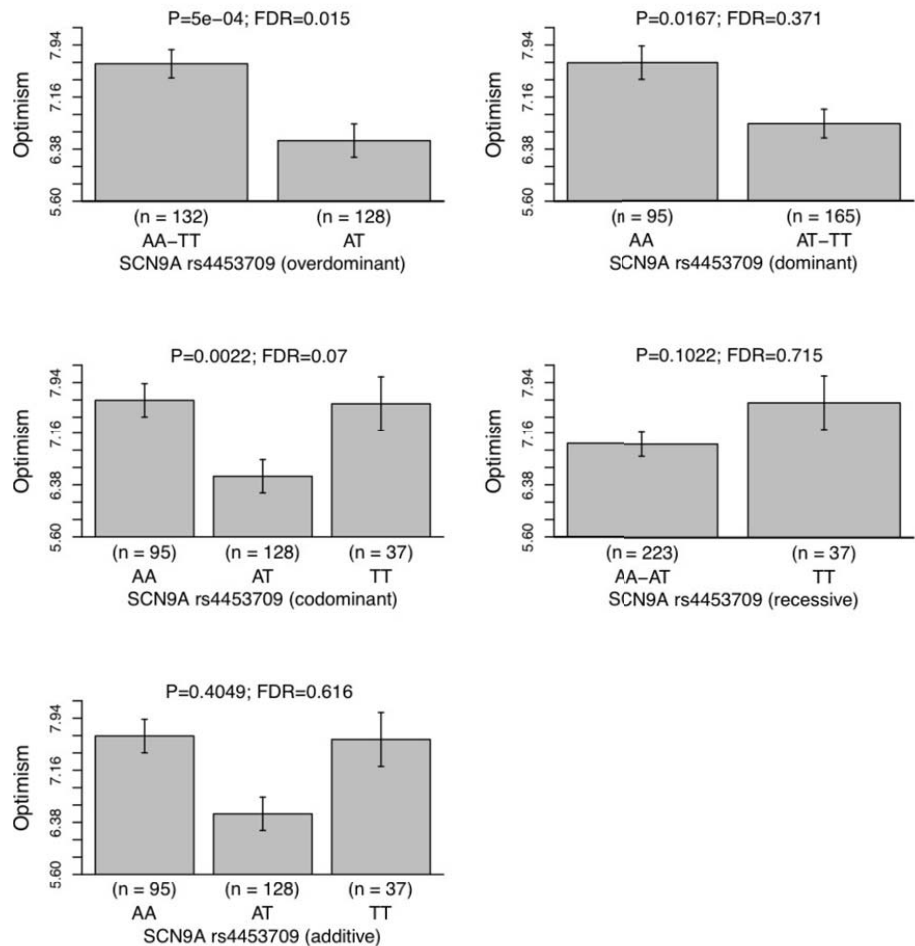 P=5e−04; FDR=0.015
Optimism
7.94
7.16
6.38
5.60
(n = 132) (n = 128)
AA−TT AT
SCN9A rs4453709 (overdominant)
P=0.0167; FDR=0.371
Optimism
7.94
7.16
6.38
5.60
(n = 95) (n = 165)
AA AT−TT
SCN9A rs4453709 (dominant)
P=0.0022; FDR=0.07
Optimism
7.94
7.16
6.38
5.60
(n = 95) (n = 128) (n = 37)
AA AT TT
SCN9A rs4453709 (codominant)
P=0.1022; FDR=0.715
Optimism
7.94
7.16
6.38
5.60
(n = 223) (n = 37)
AA−AT TT
SCN9A rs4453709 (recessive)
P=0.4049; FDR=0.616
Optimism
7.94
7.16
6.38
5.60
(n = 95) (n = 128) (n = 37)
AA AT TT
SCN9A rs4453709 (additive)